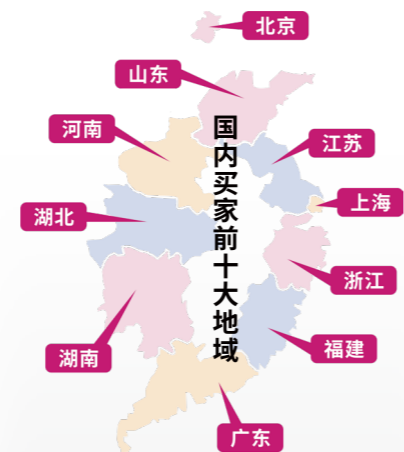 北京
山东
河南
江苏
上海
湖北
浙江
湖南
福建
广东
国内买家前十大地域